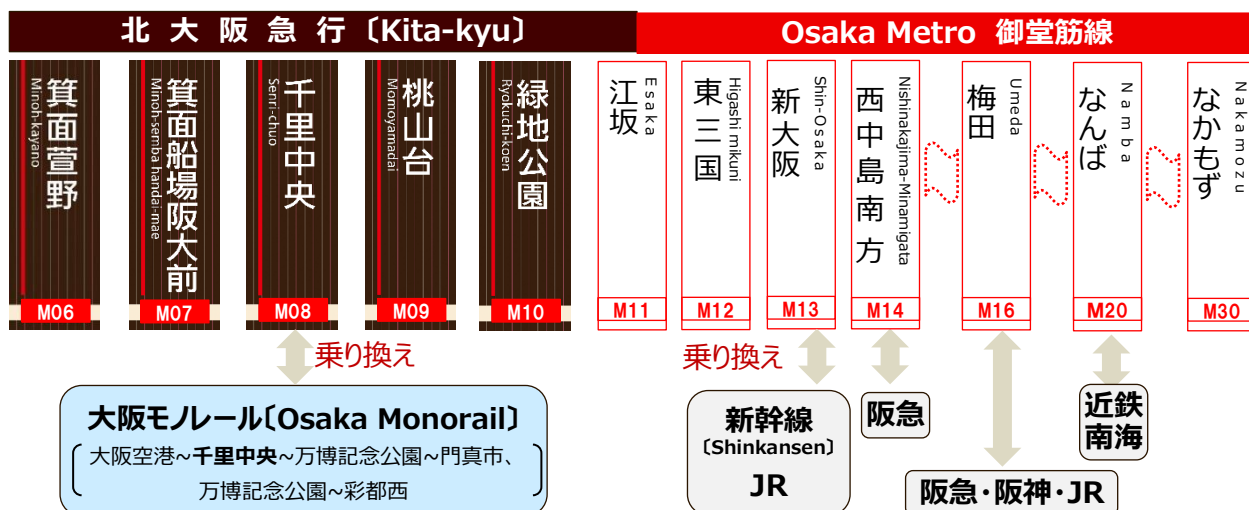 北大阪急行〔Kita-kyu〕
Osaka Metro 御堂筋線
箕面萱野
Minoh-kayano
M06
箕面船場阪大前
Minoh-semba handai-mae
M07
千里中央
Senri-chuo
M08
桃山台
Momoyamadai
M09
緑地公園
Ryokuchi-koen
M10
江坂
Esaka
M11
東三国
Higashi mikuni
M12
新大阪
Shin-Osaka
M13
西中島南方
Nishinakajima-Minamigata
M14
梅田
Umeda
M16
なんば
Namba
M20
なかもず
Nakamozu
M30
乗り換え
乗り換え
大阪モノレール〔Osaka Monorail〕
大阪空港~千里中央~万博記念公園~門真市、
万博記念公園~彩都西
新幹線
〔Shinkansen〕
JR
阪急
阪急・阪神・JR
近鉄
南海